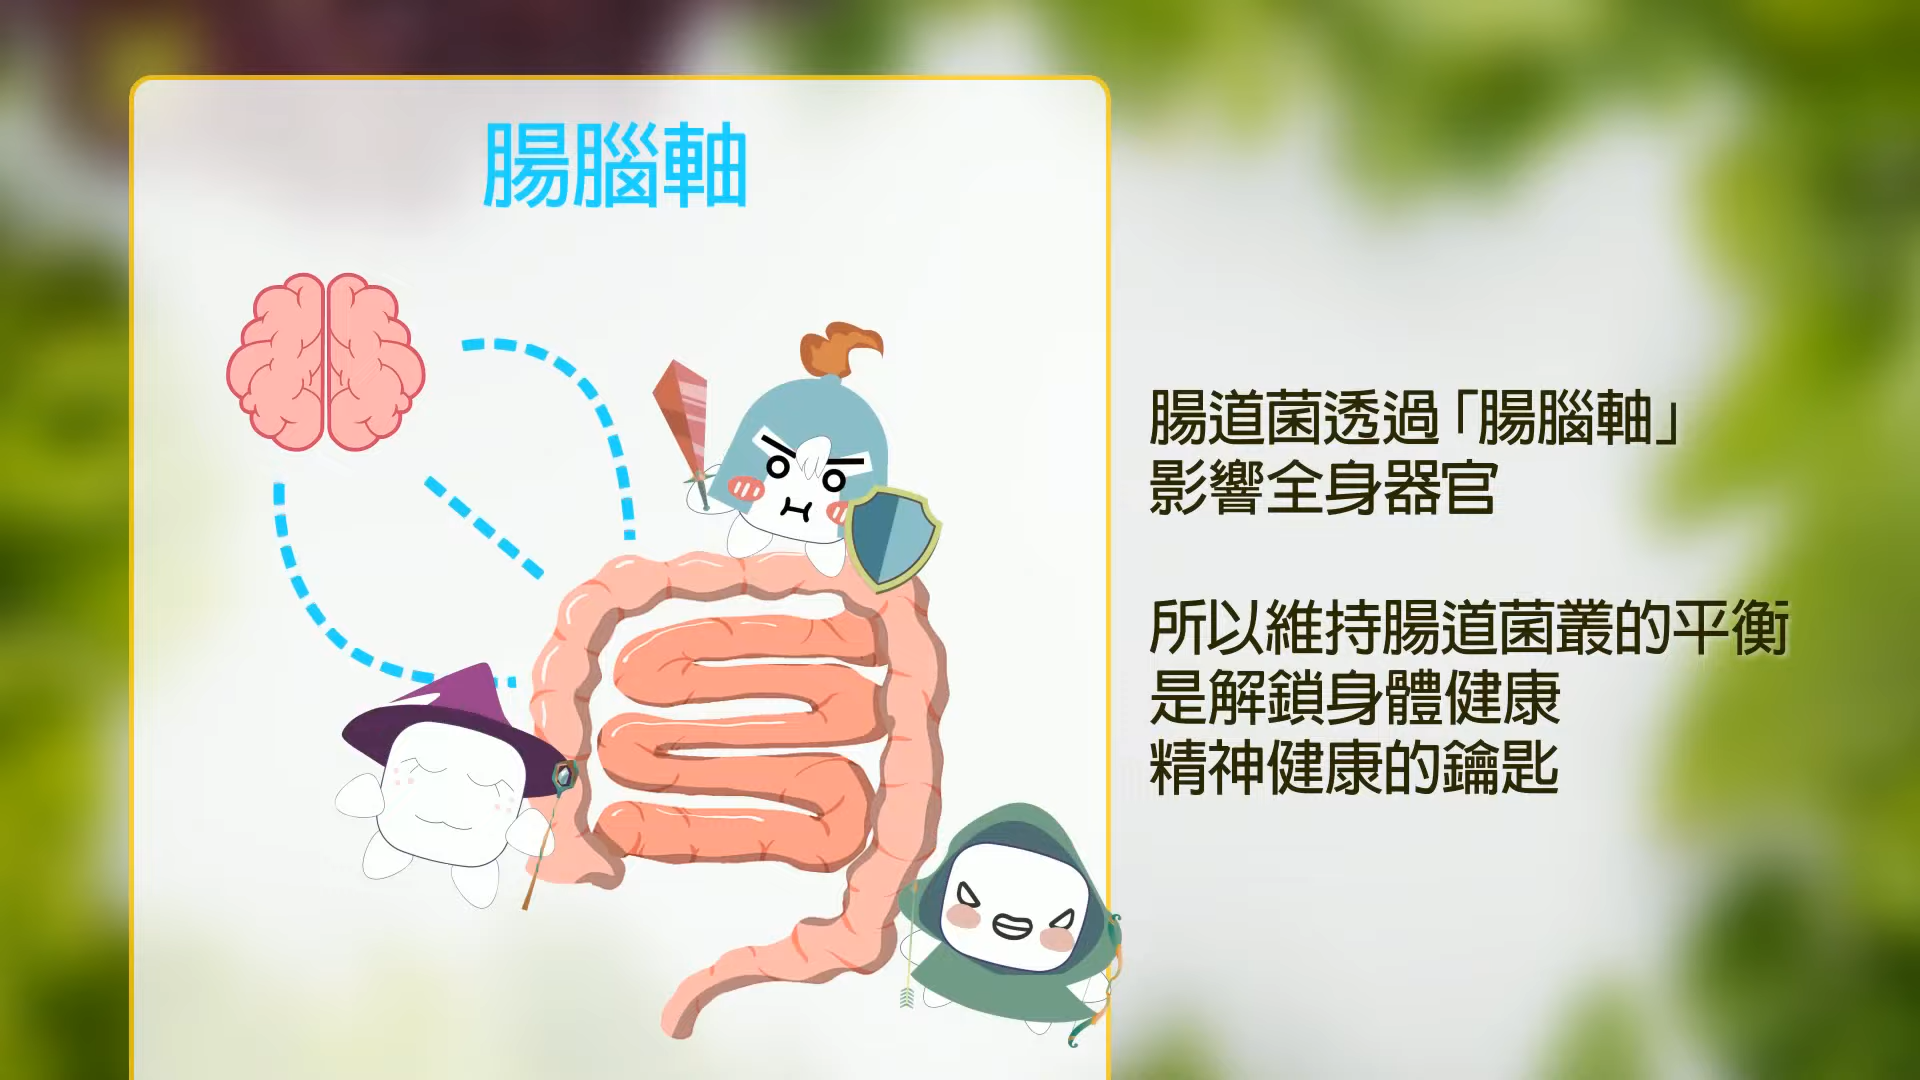 腸腦軸
腸道菌透過「腸腦軸」
影響全身器官
所以維持腸道菌叢的平衡
是解鎖身體健康
精神健康的鑰匙